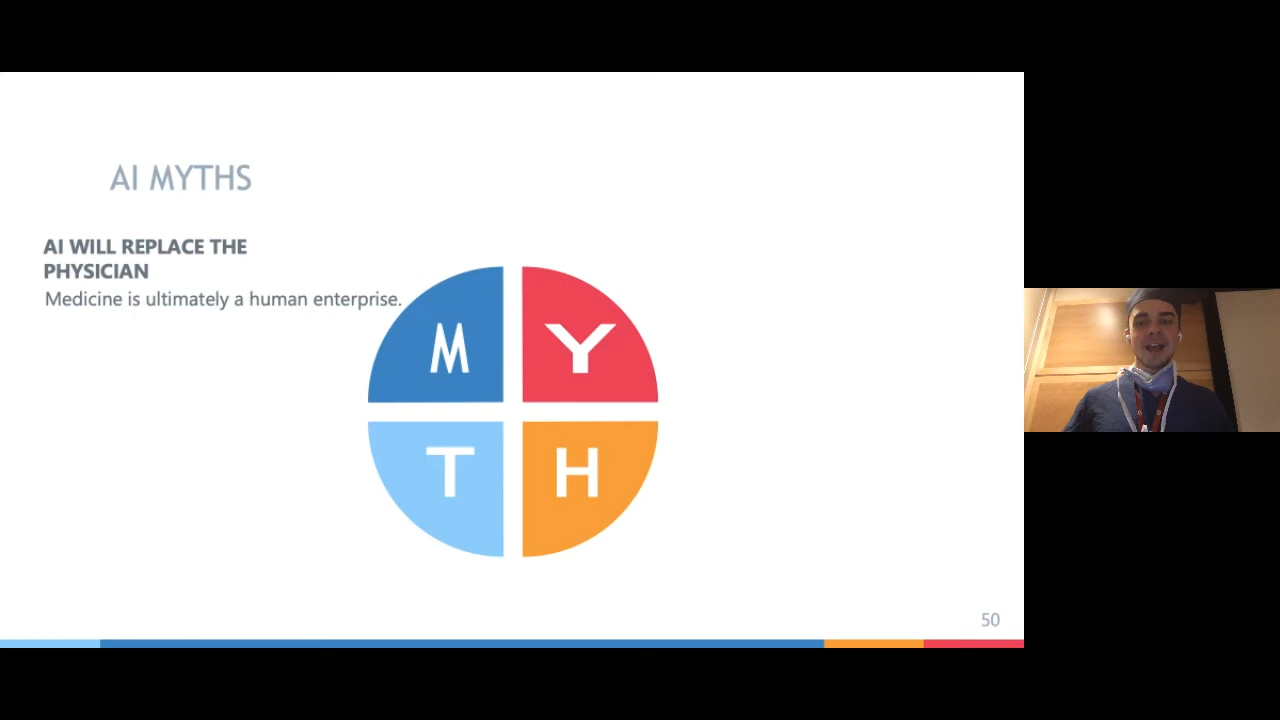 AI MYTHS
AI WILL REPLACE THE
PHYSICIAN
Medicine is ultimately a human enterprise.
M
Y
T
H
50